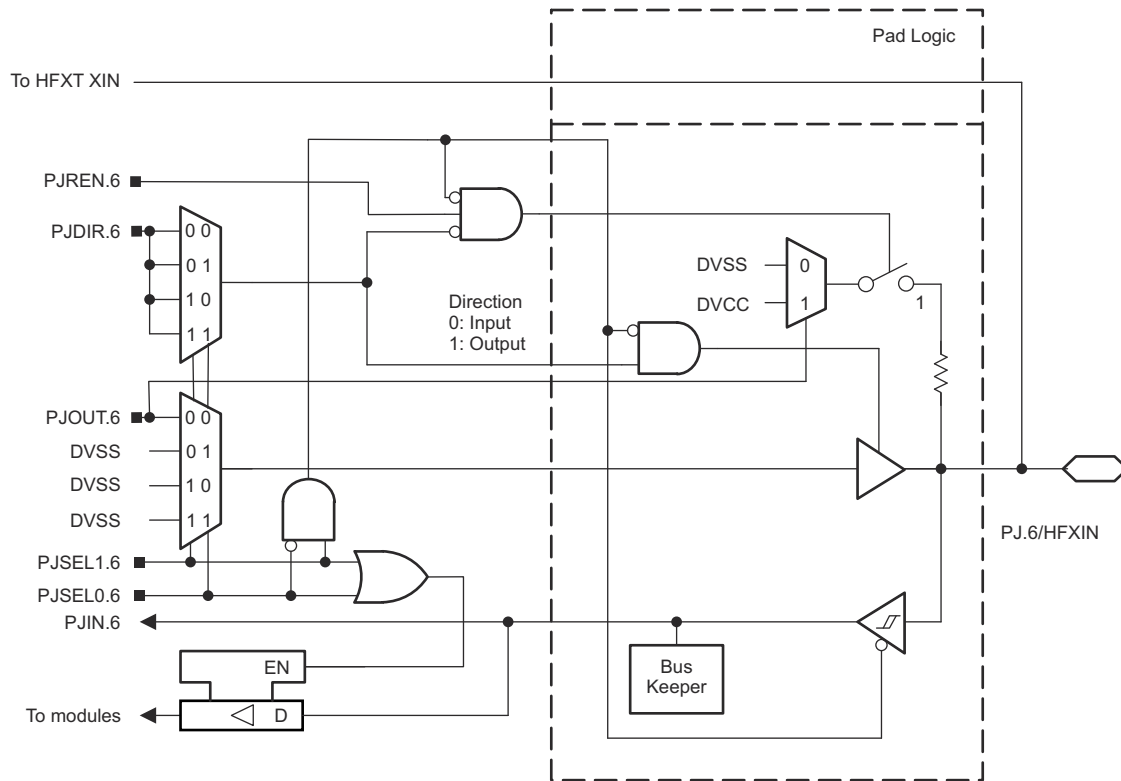 Pad Logic
To HFXT XIN
PJREN.6
PJDIR.6
0 0
0 1
1 0
1 1
Direction
0: Input
1: Output
DVSS
0
DVCC
1
1
PJOUT.6
0 0
DVSS
0 1
DVSS
1 0
DVSS
1 1
PJ.6/HFXIN
PJSEL1.6
PJSEL0.6
PJIN.6
EN
Bus
Keeper
To modules
D